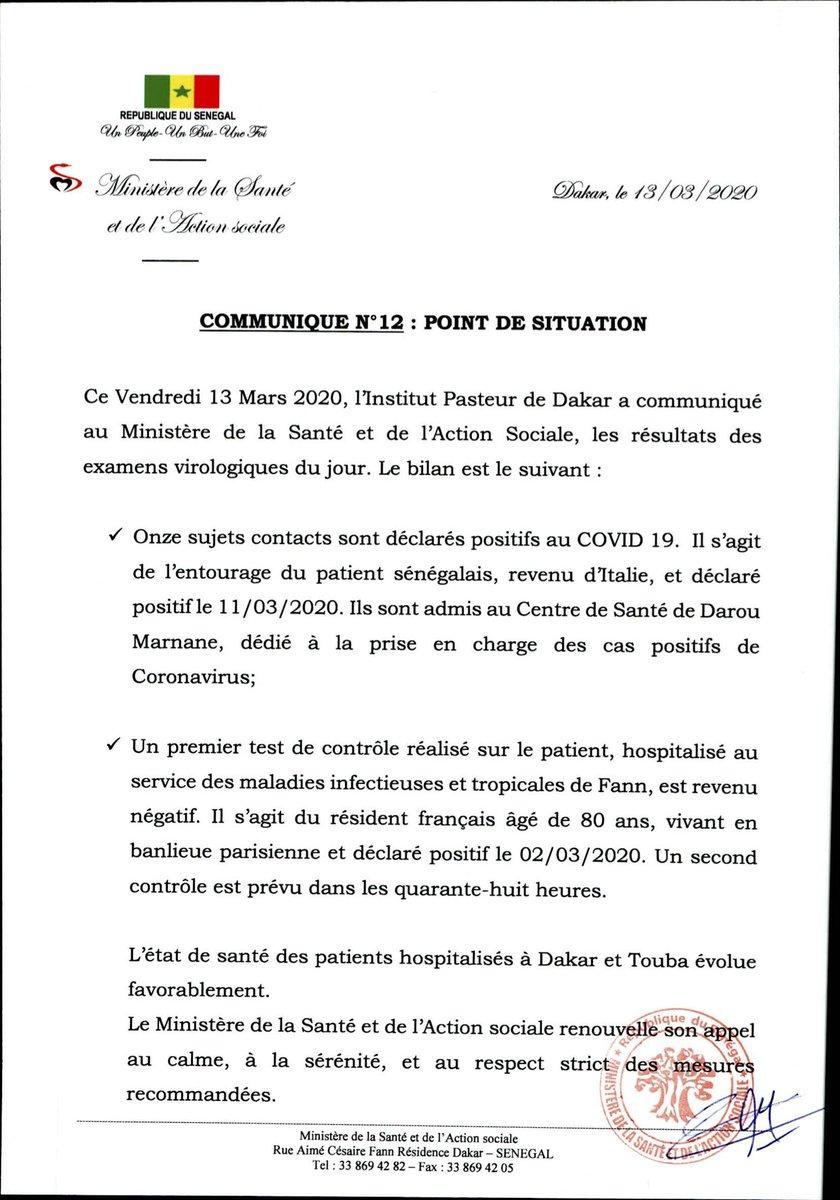 REPUBLIQUE DU SENEGAL
Un Peuple - Un But - Une Foi
Ministère de la Santé
et de l'Action sociale
Dakar, le 13/03/2020
COMMUNIQUE N°12 : POINT DE SITUATION
Ce Vendredi 13 Mars 2020, l'Institut Pasteur de Dakar a communiqué
au Ministère de la Santé et de l'Action Sociale, les résultats des
examens virologiques du jour. Le bilan est le suivant :
✓ Onze sujets contacts sont déclarés positifs au COVID 19. Il s'agit
de l'entourage du patient sénégalais, revenu d'Italie, et déclaré
positif le 11/03/2020. Ils sont admis au Centre de Santé de Darou
Marnane, dédié à la prise en charge des cas positifs de
Coronavirus;
✓ Un premier test de contrôle réalisé sur le patient, hospitalisé au
service des maladies infectieuses et tropicales de Fann, est revenu
négatif. Il s'agit du résident français âgé de 80 ans, vivant en
banlieue parisienne et déclaré positif le 02/03/2020. Un second
contrôle est prévu dans les quarante-huit heures.
L'état de santé des patients hospitalisés à Dakar et Touba évolue
favorablement.
Le Ministère de la Santé et de l'Action sociale renouvelle son appel
au calme, à la sérénité, et au respect strict des mesures
recommandées.
République du Sénégal
MINISTERE DE LA SANTÉ ET DE L'ACTION SOCIALE
Ministère de la Santé et de l'Action sociale
Rue Aimé Césaire Fann Résidence Dakar – SENEGAL
Tel : 33 869 42 82 – Fax : 33 869 42 05